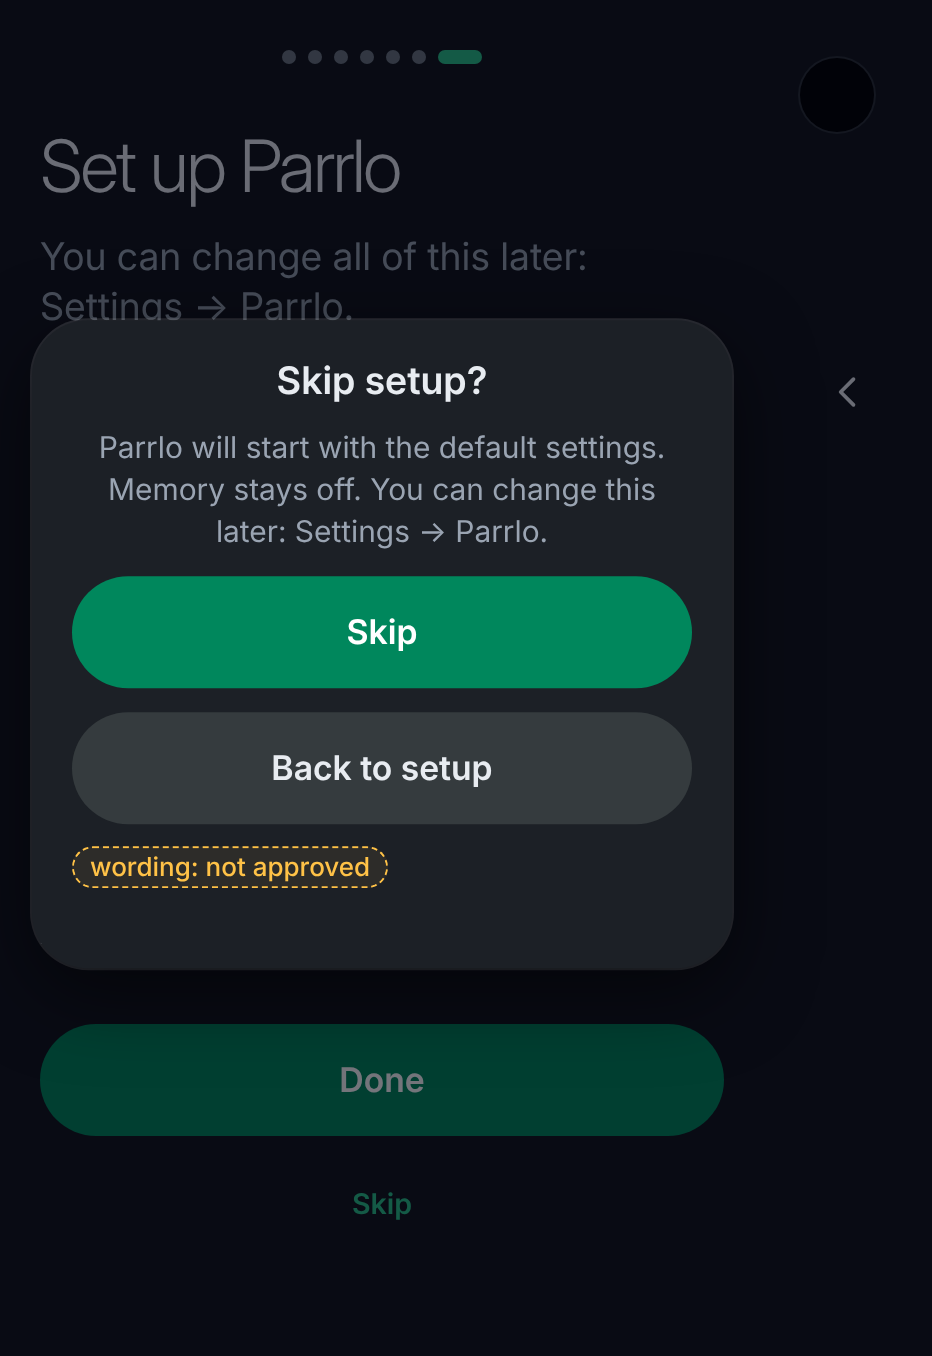 Set up Parrlo
You can change all of this later:
Settings → Parrlo.
Skip setup?
Parrlo will start with the default settings.
Memory stays off. You can change this
later: Settings → Parrlo.
Skip
Back to setup
wording: not approved
Done
Skip